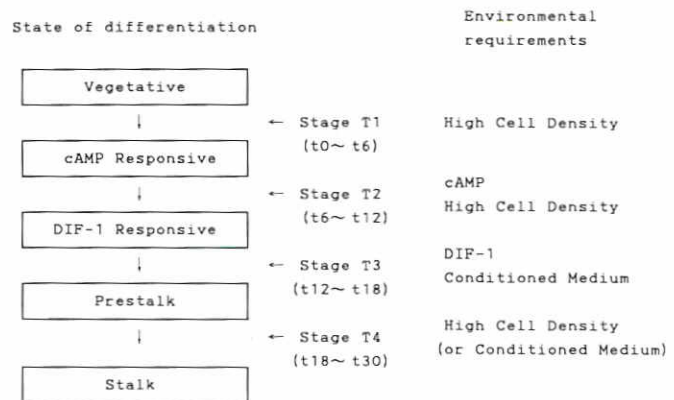 State of differentiation
Environmental
requirements
Vegetative
← Stage T1
(t0~ t6)
High Cell Density
cAMP Responsive
← Stage T2
(t6~ t12)
cAMP
High Cell Density
DIF-1 Responsive
← Stage T3
(t12~ t18)
DIF-1
Conditioned Medium
Prestalk
← Stage T4
(t18~ t30)
High Cell Density
(or Conditioned Medium)
Stalk